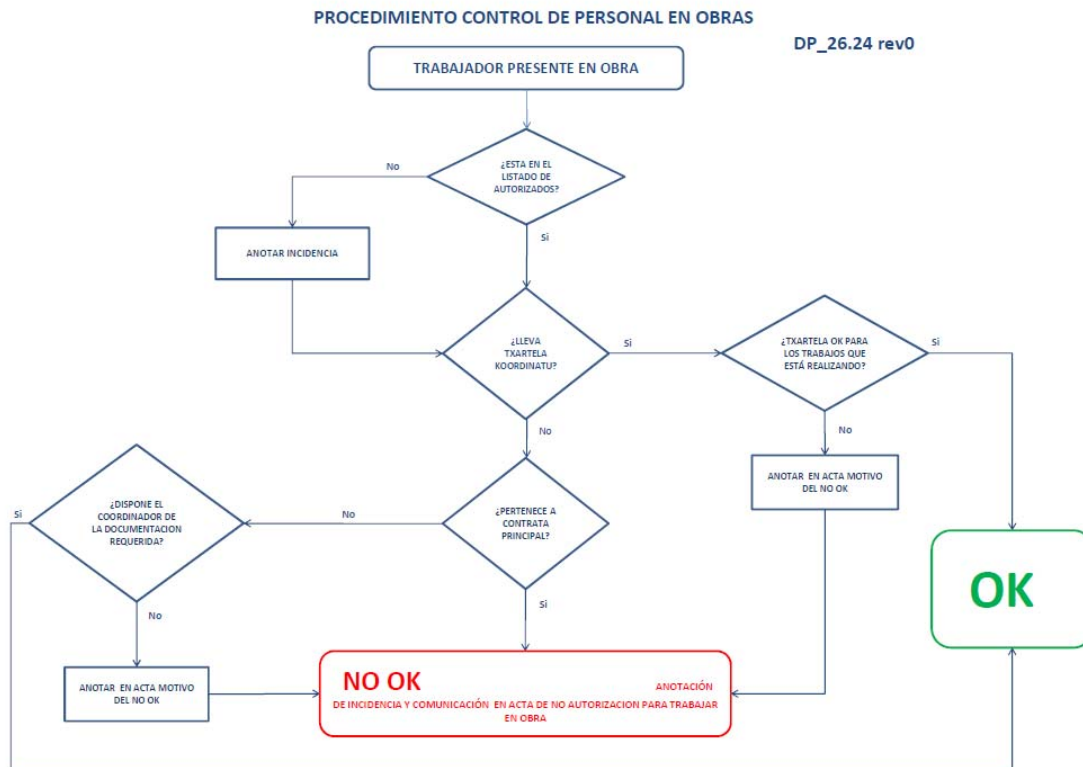 PROCEDIMIENTO CONTROL DE PERSONAL EN OBRAS
DP_26.24 rev0
TRABAJADOR PRESENTE EN OBRA
¿ESTA EN EL
LISTADO DE
AUTORIZADOS?
No
Si
ANOTAR INCIDENCIA
¿LLEVA
TXARTELA
KOORDINATU?
Si
No
¿TXARTELA OK PARA
LOS TRABAJOS QUE
ESTÁ REALIZANDO?
Si
No
ANOTAR EN ACTA MOTIVO
DEL NO OK
¿PERTENECE A
CONTRATA
PRINCIPAL?
No
Si
¿DISPONE EL
COORDINADOR DE
LA DOCUMENTACION
REQUERIDA?
Si
No
ANOTAR EN ACTA MOTIVO
DEL NO OK
NO OK ANOTACIÓN
DE INCIDENCIA Y COMUNICACIÓN EN ACTA DE NO AUTORIZACION PARA TRABAJAR
EN OBRA
OK